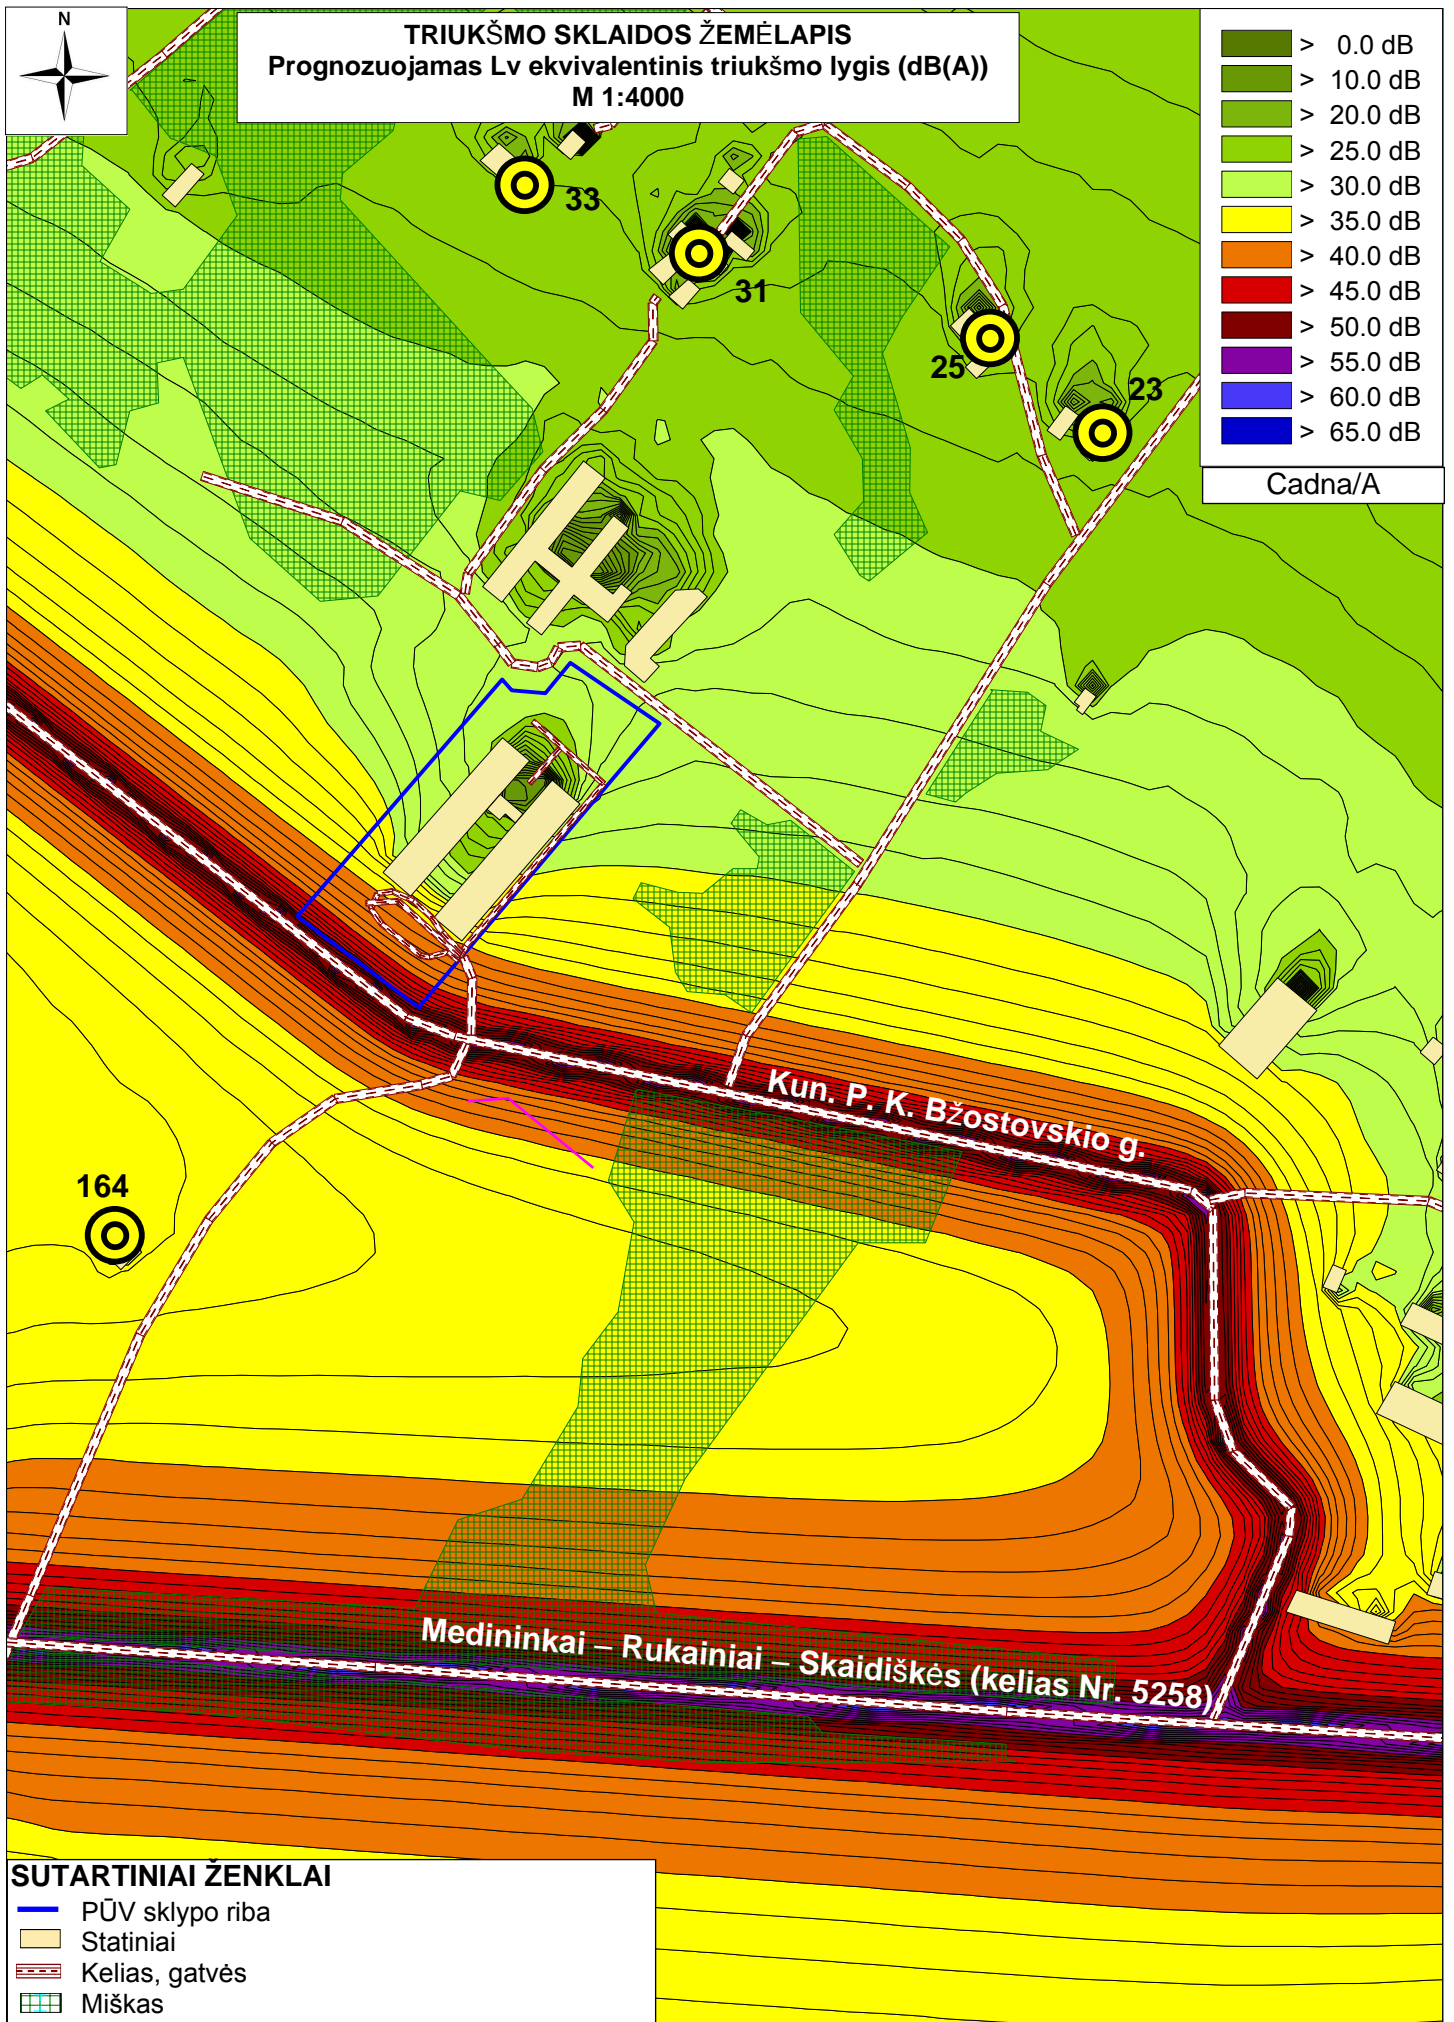 N
TRIUKŠMO SKLAIDOS ŽEMĖLAPIS
Prognozuojamas Lv ekvivalentinis triukšmo lygis (dB(A))
M 1:4000
> 0.0 dB
> 10.0 dB
> 20.0 dB
> 25.0 dB
> 30.0 dB
> 35.0 dB
> 40.0 dB
> 45.0 dB
> 50.0 dB
> 55.0 dB
> 60.0 dB
> 65.0 dB
Cadna/A
33
31
25
23
Kun. P. K. Bžostovskio g.
164
Medininkai – Rukainiai – Skaidiškės (kelias Nr. 5258)
SUTARTINIAI ŽENKLAI
PŪV sklypo riba
Statiniai
Kelias, gatvės
Miškas